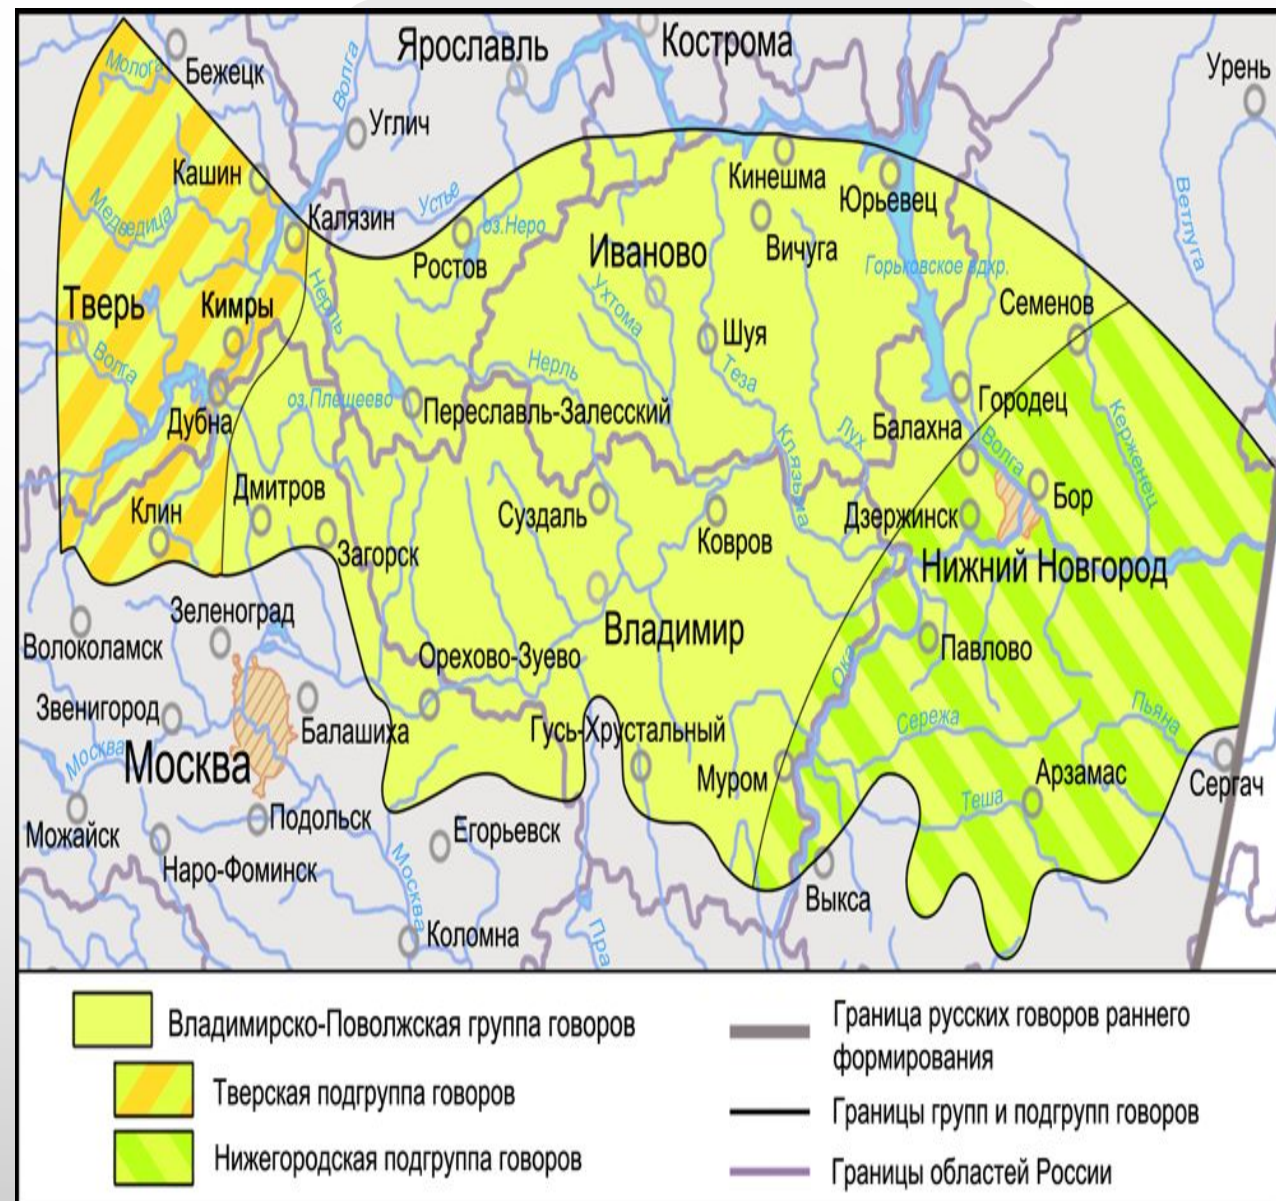 Ярославль
Кострома
Молога
Бежецк
Волга
Урень
Углич
Кашин
Кинешма
Юрьевец
Ветлуга
Медведица
Калязин
Устье
оз.Неро
Ростов
Иваново
Вичуга
Горьковское вдхр.
Тверь
Кимры
Нерль
Ухтома
Семенов
Шуя
Волга
Нерль
Теза
оз.Плещеево
Переславль-Залесский
Городец
Дубна
Балахна
Лух
Клязьма
Волга
Керженец
Дмитров
Клин
Суздаль
Ковров
Дзержинск
Бор
Загорск
Нижний Новгород
Зеленоград
Волоколамск
Владимир
Павлово
Орехово-Зуево
Ока
Звенигород
Балашиха
Гусь-Хрустальный
Сережа
Пьяна
Москва
Москва
Муром
Арзамас
Сергач
Теша
Можайск
Подольск
Егорьевск
Наро-Фоминск
Москва
Выкса
Коломна
Пра
Владимирско-Поволжская группа говоров
Тверская подгруппа говоров
Нижегородская подгруппа говоров
Граница русских говоров раннего
формирования
Границы групп и подгрупп говоров
Границы областей России